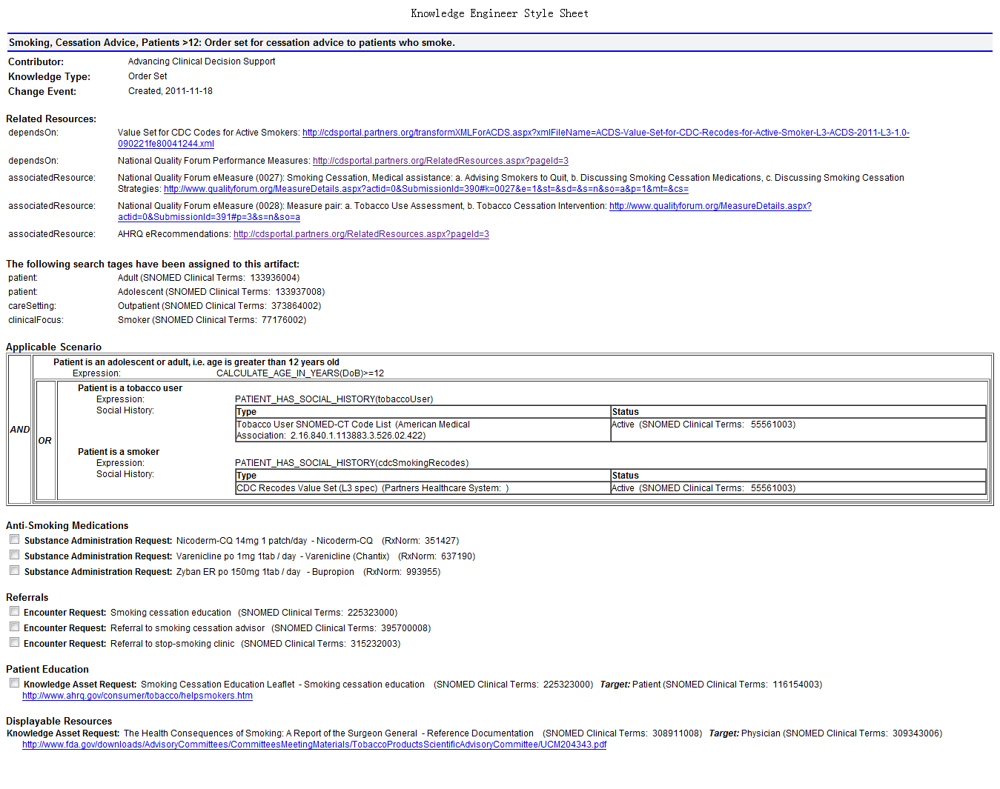 Knowledge Engineer Style Sheet
Smoking, Cessation Advice, Patients >12: Order set for cessation advice to patients who smoke.
Contributor: Advancing Clinical Decision Support
Knowledge Type: Order Set
Change Event: Created, 2011-11-18
Related Resources:
dependsOn: Value Set for CDC Codes for Active Smokers: http://cdsportal.partners.org/transformXMLForACDS.aspx?xmlFileName=ACDS-Value-Set-for-CDC-Recodes-for-Active-Smoker-L3-ACDS-2011-L3-1.0-
090221fe80041244.xml
dependsOn: National Quality Forum Performance Measures: http://cdsportal.partners.org/RelatedResources.aspx?pageId=3
associatedResource: National Quality Forum eMeasure (0027): Smoking Cessation, Medical assistance: a. Advising Smokers to Quit, b. Discussing Smoking Cessation Medications, c. Discussing Smoking Cessation
Strategies: http://www.qualityforum.org/MeasureDetails.aspx?actid=0&SubmissionId=390#k=0027&e=1&st=&sd=&s=n&so=a&p=1&mt=&cs=
associatedResource: National Quality Forum eMeasure (0028): Measure pair: a. Tobacco Use Assessment, b. Tobacco Cessation Intervention: http://www.qualityforum.org/MeasureDetails.aspx?
actid=0&SubmissionId=391#p=3&s=n&so=a
associatedResource: AHRQ eRecommendations: http://cdsportal.partners.org/RelatedResources.aspx?pageId=3
The following search tages have been assigned to this artifact:
patient: Adult (SNOMED Clinical Terms: 133936004)
patient: Adolescent (SNOMED Clinical Terms: 133937008)
careSetting: Outpatient (SNOMED Clinical Terms: 373864002)
clinicalFocus: Smoker (SNOMED Clinical Terms: 77176002)
Applicable Scenario
Patient is an adolescent or adult, i.e. age is greater than 12 years old
Expression: CALCULATE_AGE_IN_YEARS(DoB)>=12
AND
OR
Patient is a tobacco user
Expression: PATIENT_HAS_SOCIAL_HISTORY(tobaccoUser)
Social History: Type Status
Tobacco User SNOMED-CT Code List (American Medical Active (SNOMED Clinical Terms: 55561003)
Association: 2.16.840.1.113883.3.526.02.422)
Patient is a smoker
Expression: PATIENT_HAS_SOCIAL_HISTORY(cdcSmokingRecodes)
Social History: Type Status
CDC Recodes Value Set (L3 spec) (Partners Healthcare System: ) Active (SNOMED Clinical Terms: 55561003)
Anti-Smoking Medications
Substance Administration Request: Nicoderm-CQ 14mg 1 patch/day - Nicoderm-CQ (RxNorm: 351427)
Substance Administration Request: Varenicline po 1mg 1tab / day - Varenicline (Chantix) (RxNorm: 637190)
Substance Administration Request: Zyban ER po 150mg 1tab / day - Bupropion (RxNorm: 993955)
Referrals
Encounter Request: Smoking cessation education (SNOMED Clinical Terms: 225323000)
Encounter Request: Referral to smoking cessation advisor (SNOMED Clinical Terms: 395700008)
Encounter Request: Referral to stop-smoking clinic (SNOMED Clinical Terms: 315232003)
Patient Education
Knowledge Asset Request: Smoking Cessation Education Leaflet - Smoking cessation education (SNOMED Clinical Terms: 225323000) Target: Patient (SNOMED Clinical Terms: 116154003)
http://www.ahrq.gov/consumer/tobacco/helpsmokers.htm
Displayable Resources
Knowledge Asset Request: The Health Consequences of Smoking: A Report of the Surgeon General - Reference Documentation (SNOMED Clinical Terms: 308911008) Target: Physician (SNOMED Clinical Terms: 309343006)
http://www.fda.gov/downloads/AdvisoryCommittees/CommitteesMeetingMaterials/TobaccoProductsScientificAdvisoryCommittee/UCM204343.pdf